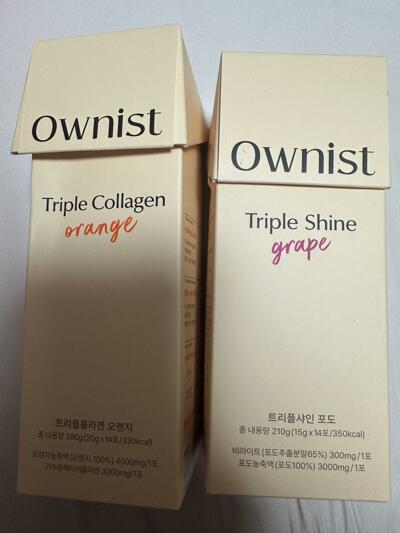 Ownist
Triple Collagen
orange
트리플콜라겐 오렌지
총 내용량 280g(20g x 14포/330kcal)
오렌지농축액(오렌지 100%) 4000mg/1포
가수분해피쉬콜라겐 3000mg/1포
Ownist
Triple Shine
grape
트리플샤인 포도
총 내용량 210g(15g x 14포/350kcal)
비라이트(포도추출분말65%) 300mg/1포
포도농축액(포도100%) 3000mg/1포